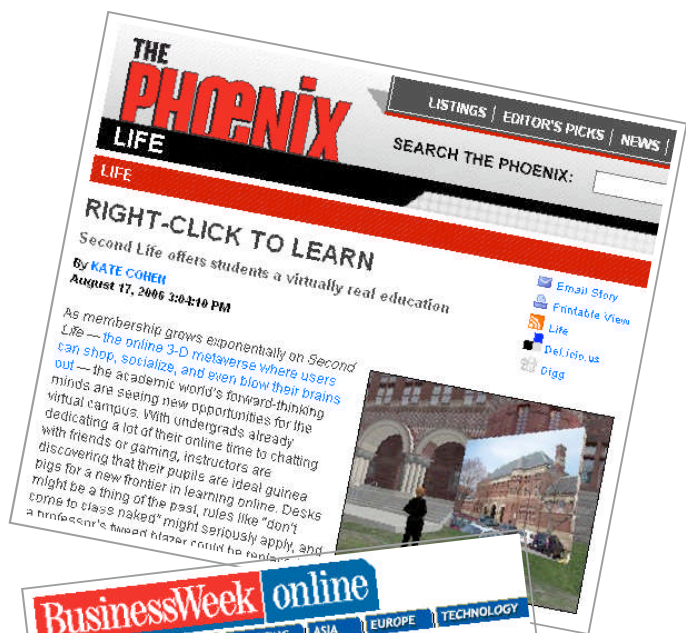 THE
PHŒNIX
LISTINGS | EDITOR'S PICKS | NEWS |
LIFE
SEARCH THE PHOENIX:
LIFE
RIGHT-CLICK TO LEARN
Second Life offers students a virtually real education
By KATE COHEN
August 17, 2006 3:04:10 PM
Email Story
Printable View
Life
Del.icio.us
Digg
As membership grows exponentially on Second
Life — the online 3-D metaverse where users
can shop, socialize, and even blow their brains
out — the academic world's forward-thinking
minds are seeing new opportunities for the
virtual campus. With undergrads already
dedicating a lot of their online time to chatting
with friends or gaming, instructors are
discovering that their pupils are ideal guinea
pigs for a new frontier in learning online. Desks
might be a thing of the past, rules like "don't
come to class naked" might seriously apply, and
a professor's tweed blazer could be
BusinessWeek online
ASIA EUROPE TECHNOLOGY